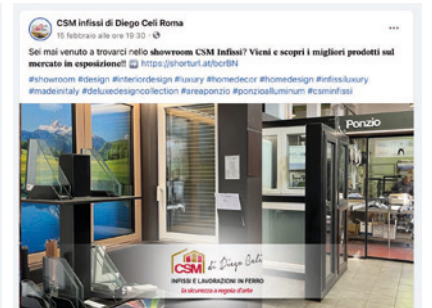 CSM infissi di Diego Celi Roma
15 febbraio alle ore 19:30 ·
Sei mai venuto a trovarci nello showroom CSM Infissi? Vieni e scopri i migliori prodotti sul
mercato in esposizione!! ➡ https://shorturl.at/bcrBN
#showroom #design #interiordesign #luxury #homedecor #homedesign #infissiluxury
#madeinitaly #deluxedesigncollection #areaponzio #ponzioalluminum #csminfissi
Ponzio
CSM di Diego Celi
INFISSI E LAVORAZIONI IN FERRO
la sicurezza a regola d'arte